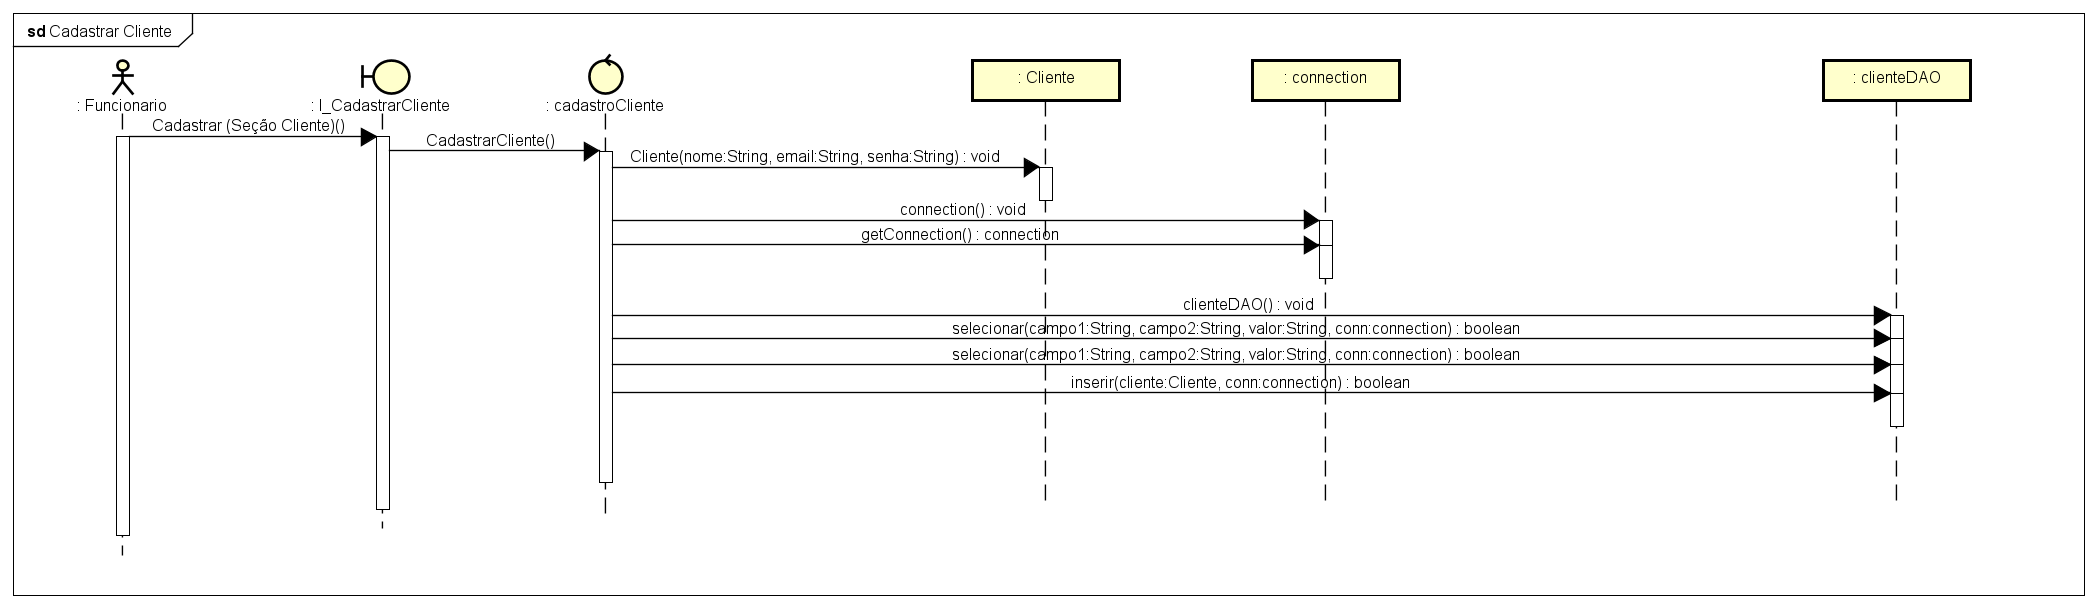 sd Cadastrar Cliente
: Funcionario
: I_CadastrarCliente
: cadastroCliente
: Cliente
: connection
: clienteDAO
Cadastrar (Seção Cliente)()
CadastrarCliente()
Cliente(nome:String, email:String, senha:String) : void
connection() : void
getConnection() : connection
clienteDAO() : void
selecionar(campo1:String, campo2:String, valor:String, conn:connection) : boolean
selecionar(campo1:String, campo2:String, valor:String, conn:connection) : boolean
inserir(cliente:Cliente, conn:connection) : boolean